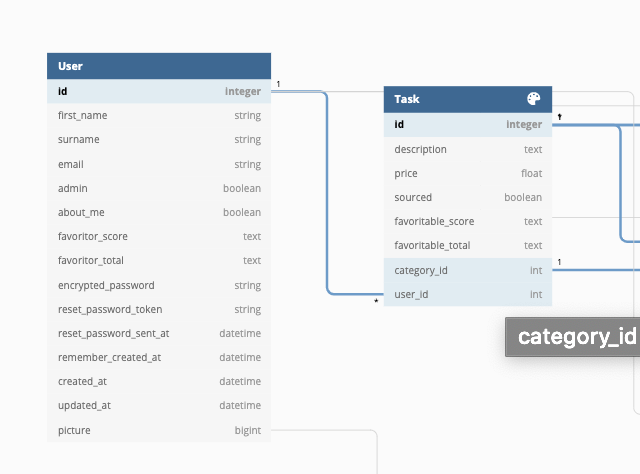 User
id integer
first_name string
surname string
email string
admin boolean
about_me boolean
favoritor_score text
favoritor_total text
encrypted_password string
reset_password_token string
reset_password_sent_at datetime
remember_created_at datetime
created_at datetime
updated_at datetime
picture bigint
1
*
Task
id integer
description text
price float
sourced boolean
favoritable_score text
favoritable_total text
category_id int
user_id int
1
category_id